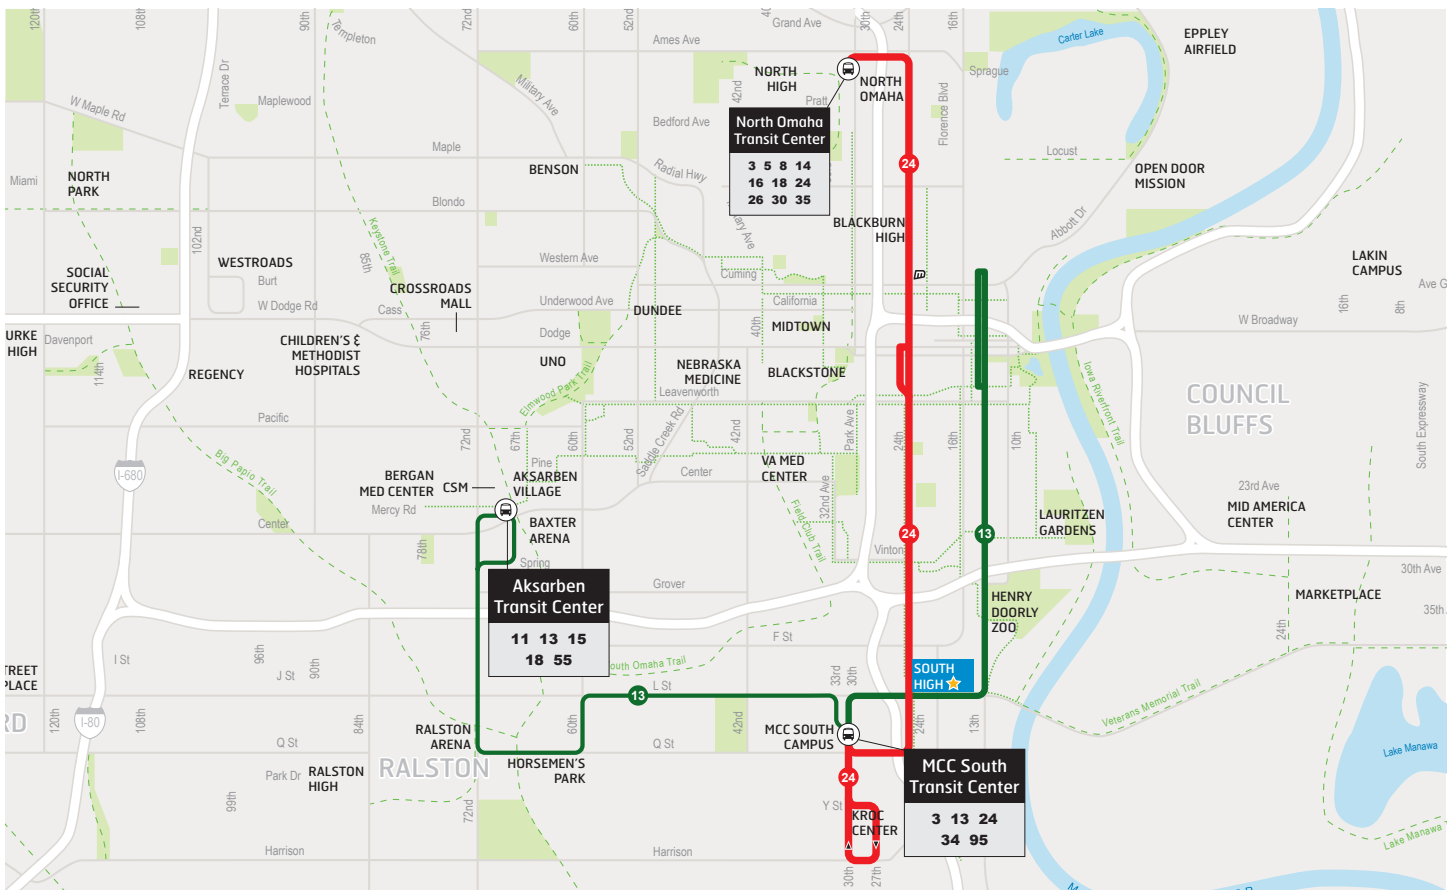 120th
108th
90th
Templeton
72nd
60th
52nd
Grand Ave
30th
24th
16th
Carter Lake
EPPLEY
AIRFIELD
Ames Ave
Terrace Dr
W Maple Rd
Maplewood
Military Ave
NORTH
HIGH
42nd
Pratt
NORTH
OMAHA
Sprague
Florence Blvd
Bedford Ave
North Omaha
Transit Center
3 5 8 14
16 18 24
26 30 35
Maple
Radial Hwy
24
Locust
OPEN DOOR
MISSION
Miami
NORTH
PARK
BENSON
Blondo
Keystone Trail
BLACKBURN
HIGH
Abbott Dr
102nd
85th
WESTROADS
Burt
Western Ave
Cuming
LAKIN
CAMPUS
SOCIAL
SECURITY
OFFICE
CROSSROADS
MALL
W Dodge Rd
Cass
76th
Underwood Ave
DUNDEE
California
40th
MIDTOWN
Ave G
16th
8th
W Broadway
URKE
HIGH
Davenport
114th
CHILDREN'S &
METHODIST
HOSPITALS
Dodge
UNO
REGENCY
NEBRASKA
MEDICINE
BLACKSTONE
Elmwood Park Trail
Leavenworth
Iowa Riverfront Trail
COUNCIL
BLUFFS
South Expressway
Pacific
72nd
67th
60th
52nd
Saddle Creek Rd
42nd
Park Ave
24th
16th
10th
Big Papio Trail
I-680
BERGAN
MED CENTER
CSM
Pine
AKSARBEN
VILLAGE
Center
VA MED
CENTER
32nd Ave
Mercy Rd
23rd Ave
MID AMERICA
CENTER
Center
78th
BAXTER
ARENA
Field Club Trail
LAURITZEN
GARDENS
Vinton
24
13
Spring
Grover
30th Ave
Aksarben
Transit Center
11 13 15
18 55
HENRY
DOORLY
ZOO
MARKETPLACE
35th
24th
F St
I St
96th
J St
90th
outh Omaha Trail
L St
33rd
30th
SOUTH
HIGH
TREET
PLACE
13
Veterans Memorial Trail
RD
120th
I-80
108th
84th
Q St
RALSTON
ARENA
60th
42nd
Q St
MCC SOUTH
CAMPUS
24th
13th
Lake Manawa
Park Dr
RALSTON
HIGH
RALSTON
HORSEMEN'S
PARK
24
MCC South
Transit Center
3 13 24
34 95
99th
72nd
Y St
KROC
CENTER
Lake Manawa
Harrison
Harrison
30th
27th